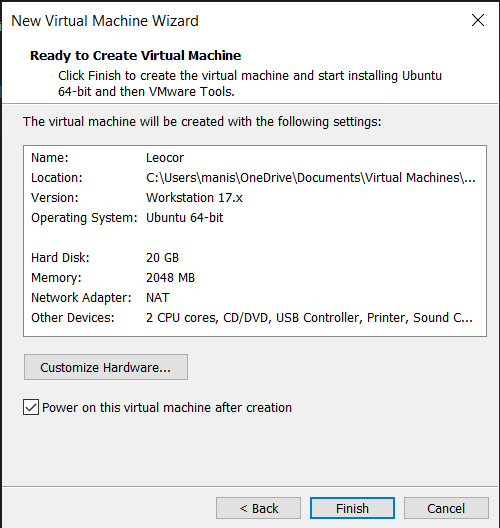 New Virtual Machine Wizard
Ready to Create Virtual Machine
Click Finish to create the virtual machine and start installing Ubuntu
64-bit and then VMware Tools.
The virtual machine will be created with the following settings:
Name: Leocor
Location: C:\Users\manis\OneDrive\Documents\Virtual Machines\...
Version: Workstation 17.x
Operating System: Ubuntu 64-bit
Hard Disk: 20 GB
Memory: 2048 MB
Network Adapter: NAT
Other Devices: 2 CPU cores, CD/DVD, USB Controller, Printer, Sound C...
Customize Hardware...
Power on this virtual machine after creation
< Back Finish Cancel